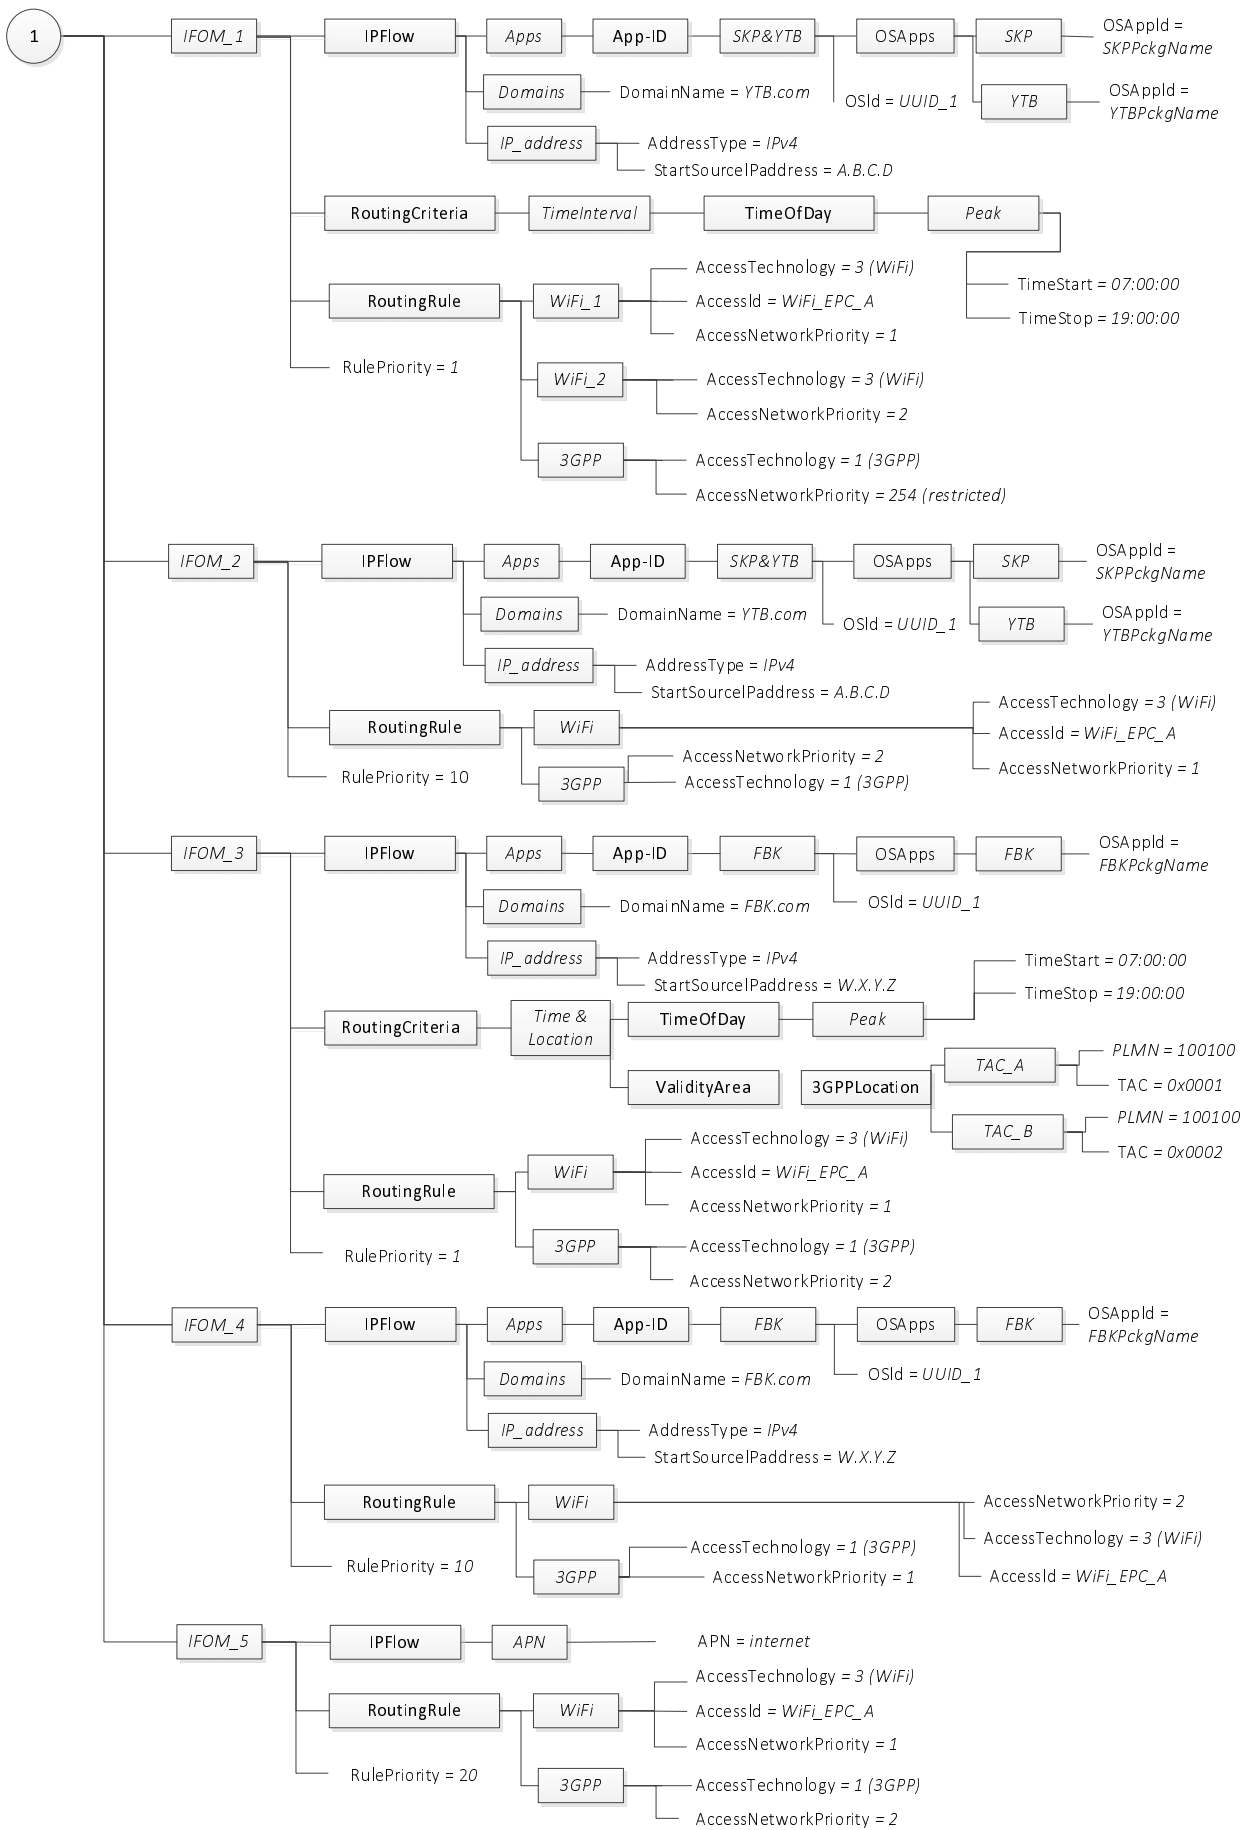 1
IFOM_1
IPFlow
Apps
App-ID
SKP&YTB
OSApps
SKP
OSAppId =
SKPPckgName
Domains
DomainName = YTB.com
OSId = UUID_1
YTB
OSAppId =
YTBPckgName
IP_address
AddressType = IPv4
StartSourceIPaddress = A.B.C.D
RoutingCriteria
TimeInterval
TimeOfDay
Peak
TimeStart = 07:00:00
TimeStop = 19:00:00
RoutingRule
WiFi_1
AccessTechnology = 3 (WiFi)
AccessId = WiFi_EPC_A
AccessNetworkPriority = 1
RulePriority = 1
WiFi_2
AccessTechnology = 3 (WiFi)
AccessNetworkPriority = 2
3GPP
AccessTechnology = 1 (3GPP)
AccessNetworkPriority = 254 (restricted)
IFOM_2
IPFlow
Apps
App-ID
SKP&YTB
OSApps
SKP
OSAppId =
SKPPckgName
Domains
DomainName = YTB.com
OSId = UUID_1
YTB
OSAppId =
YTBPckgName
IP_address
AddressType = IPv4
StartSourceIPaddress = A.B.C.D
RoutingRule
WiFi
AccessTechnology = 3 (WiFi)
AccessId = WiFi_EPC_A
AccessNetworkPriority = 1
RulePriority = 10
3GPP
AccessNetworkPriority = 2
AccessTechnology = 1 (3GPP)
IFOM_3
IPFlow
Apps
App-ID
FBK
OSApps
FBK
OSAppId =
FBKPckgName
Domains
DomainName = FBK.com
OSId = UUID_1
IP_address
AddressType = IPv4
StartSourceIPaddress = W.X.Y.Z
RoutingCriteria
Time &
Location
TimeOfDay
Peak
TimeStart = 07:00:00
TimeStop = 19:00:00
ValidityArea
3GPPLocation
TAC_A
PLMN = 100100
TAC = 0x0001
TAC_B
PLMN = 100100
TAC = 0x0002
RoutingRule
WiFi
AccessTechnology = 3 (WiFi)
AccessId = WiFi_EPC_A
AccessNetworkPriority = 1
RulePriority = 1
3GPP
AccessTechnology = 1 (3GPP)
AccessNetworkPriority = 2
IFOM_4
IPFlow
Apps
App-ID
FBK
OSApps
FBK
OSAppId =
FBKPckgName
Domains
DomainName = FBK.com
OSId = UUID_1
IP_address
AddressType = IPv4
StartSourceIPaddress = W.X.Y.Z
RoutingRule
WiFi
AccessNetworkPriority = 2
AccessTechnology = 3 (WiFi)
AccessId = WiFi_EPC_A
RulePriority = 10
3GPP
AccessTechnology = 1 (3GPP)
AccessNetworkPriority = 1
IFOM_5
IPFlow
APN
APN = internet
RoutingRule
WiFi
AccessTechnology = 3 (WiFi)
AccessId = WiFi_EPC_A
AccessNetworkPriority = 1
RulePriority = 20
3GPP
AccessTechnology = 1 (3GPP)
AccessNetworkPriority = 2